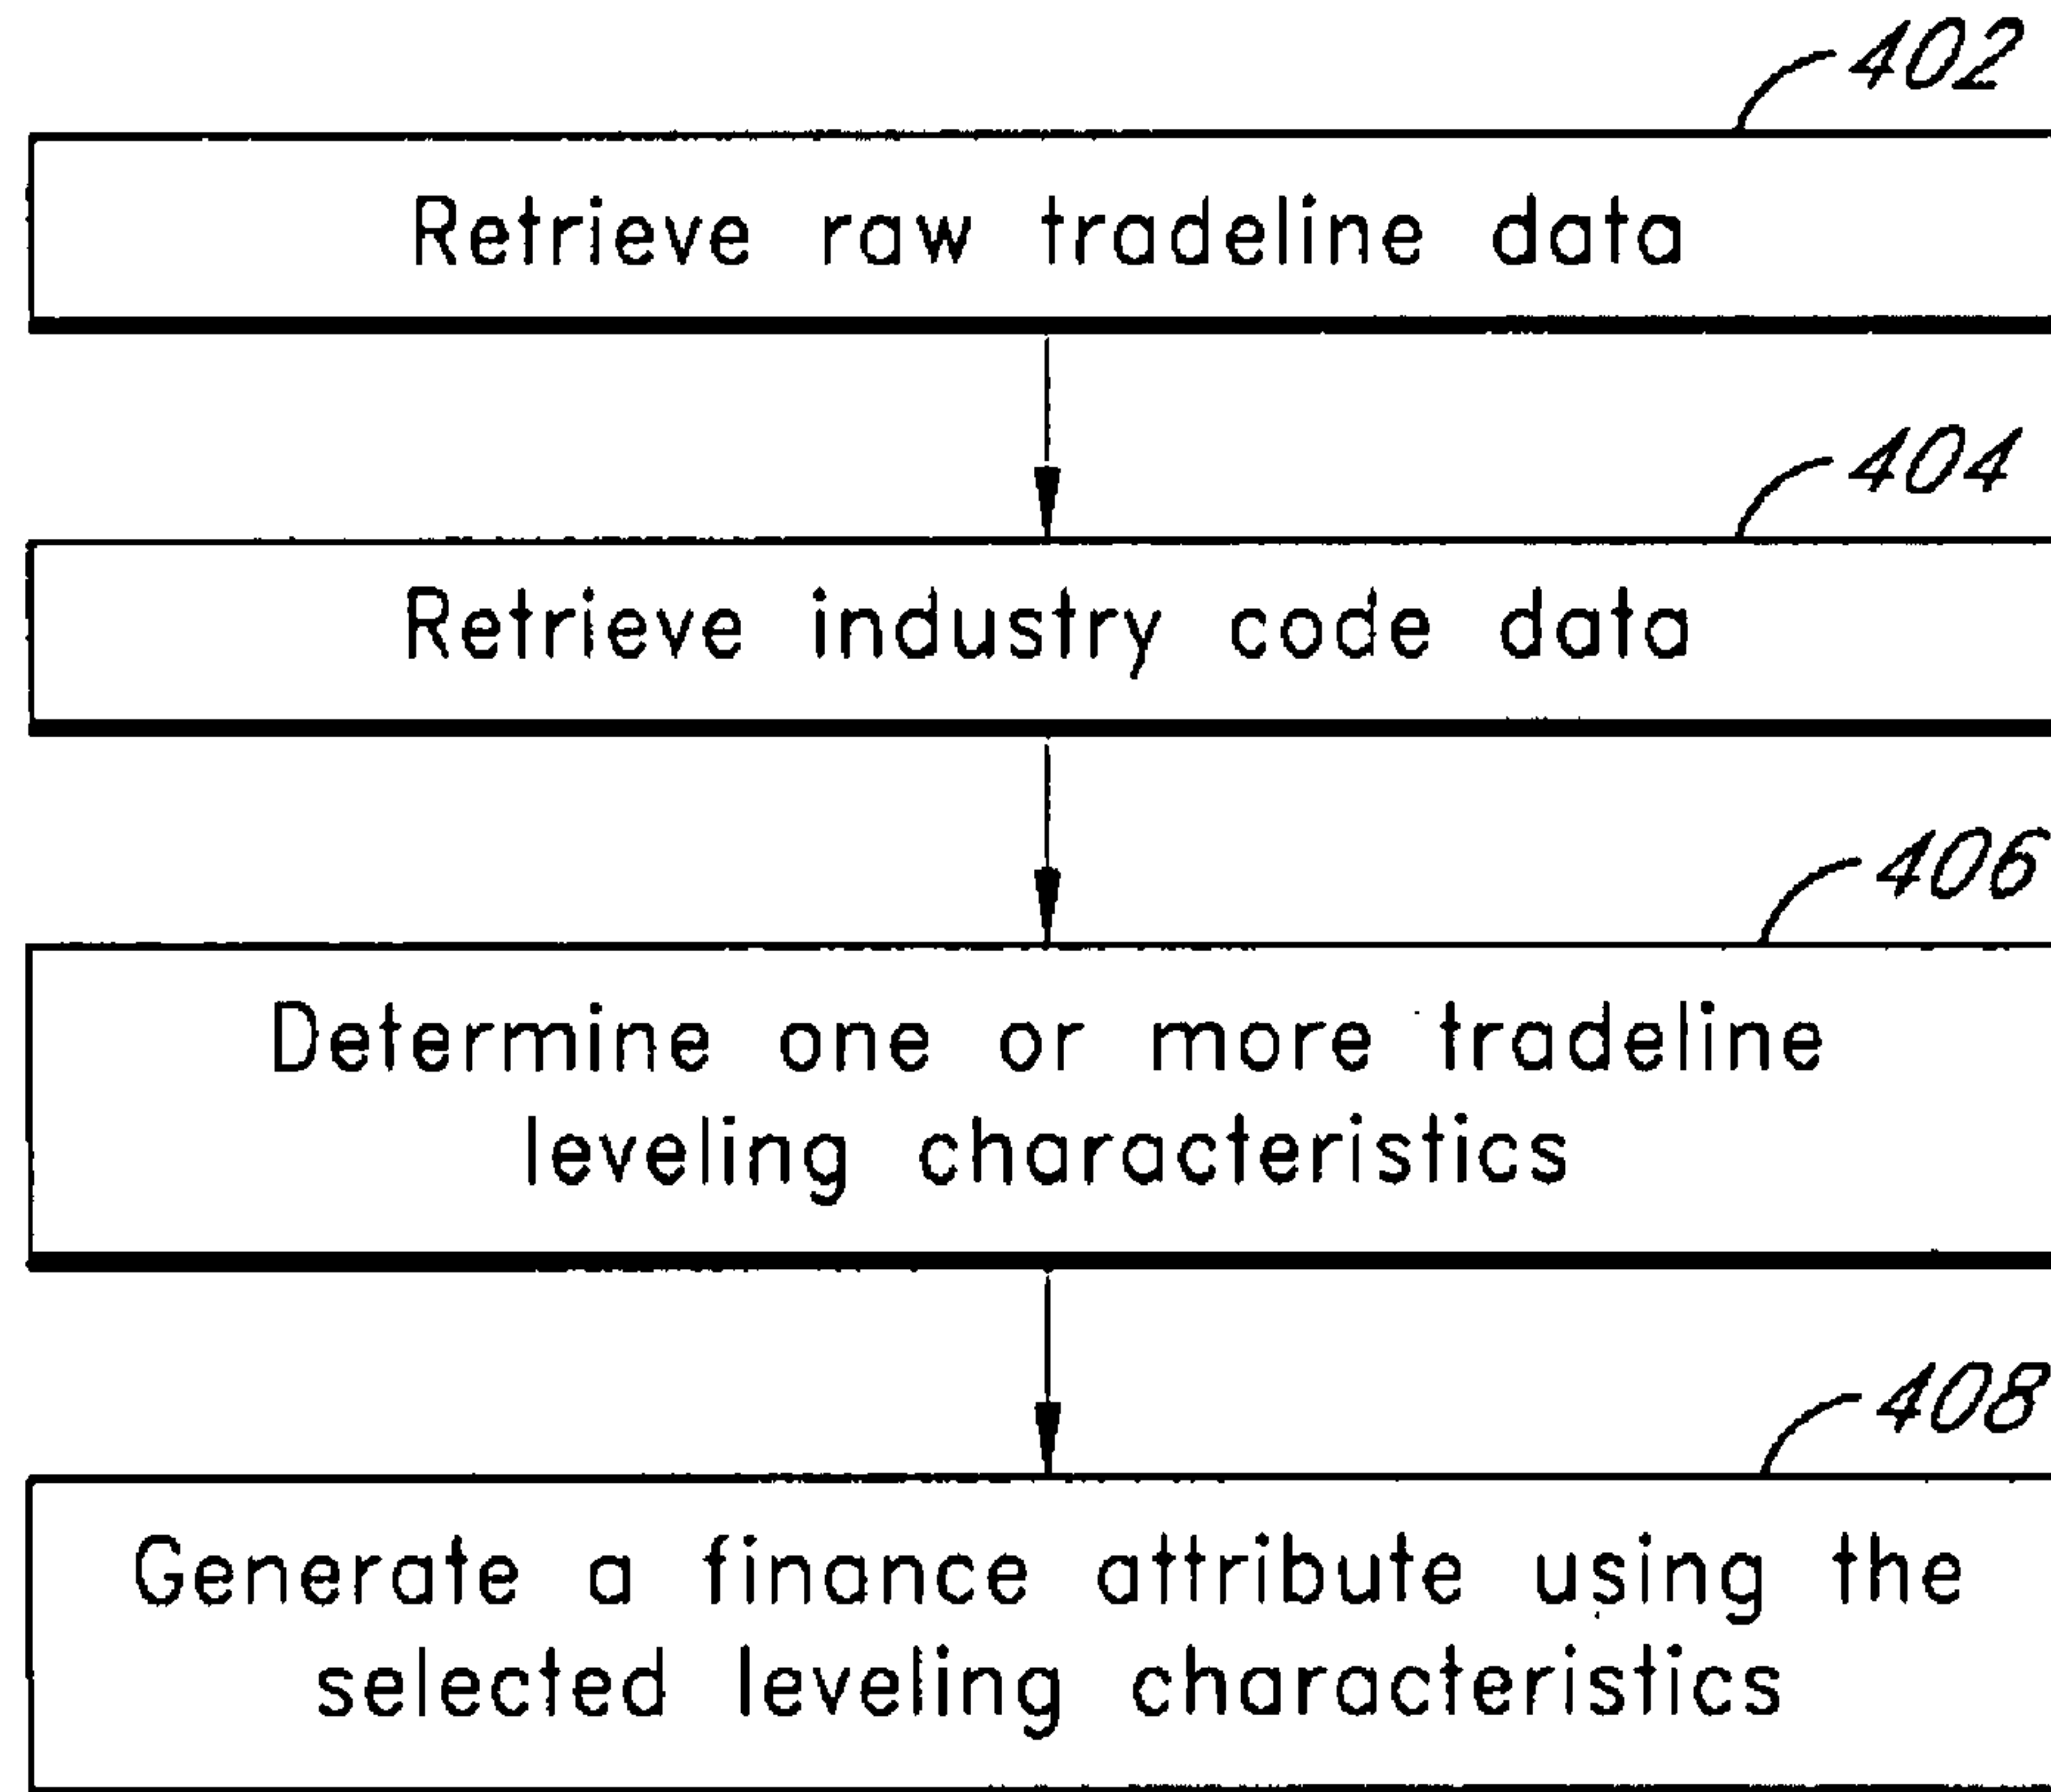 402
Retrieve raw tradeline data
404
Retrieve industry code data
406
Determine one or more tradeline
leveling characteristics
408
Generate a finance attribute using the
selected leveling characteristics